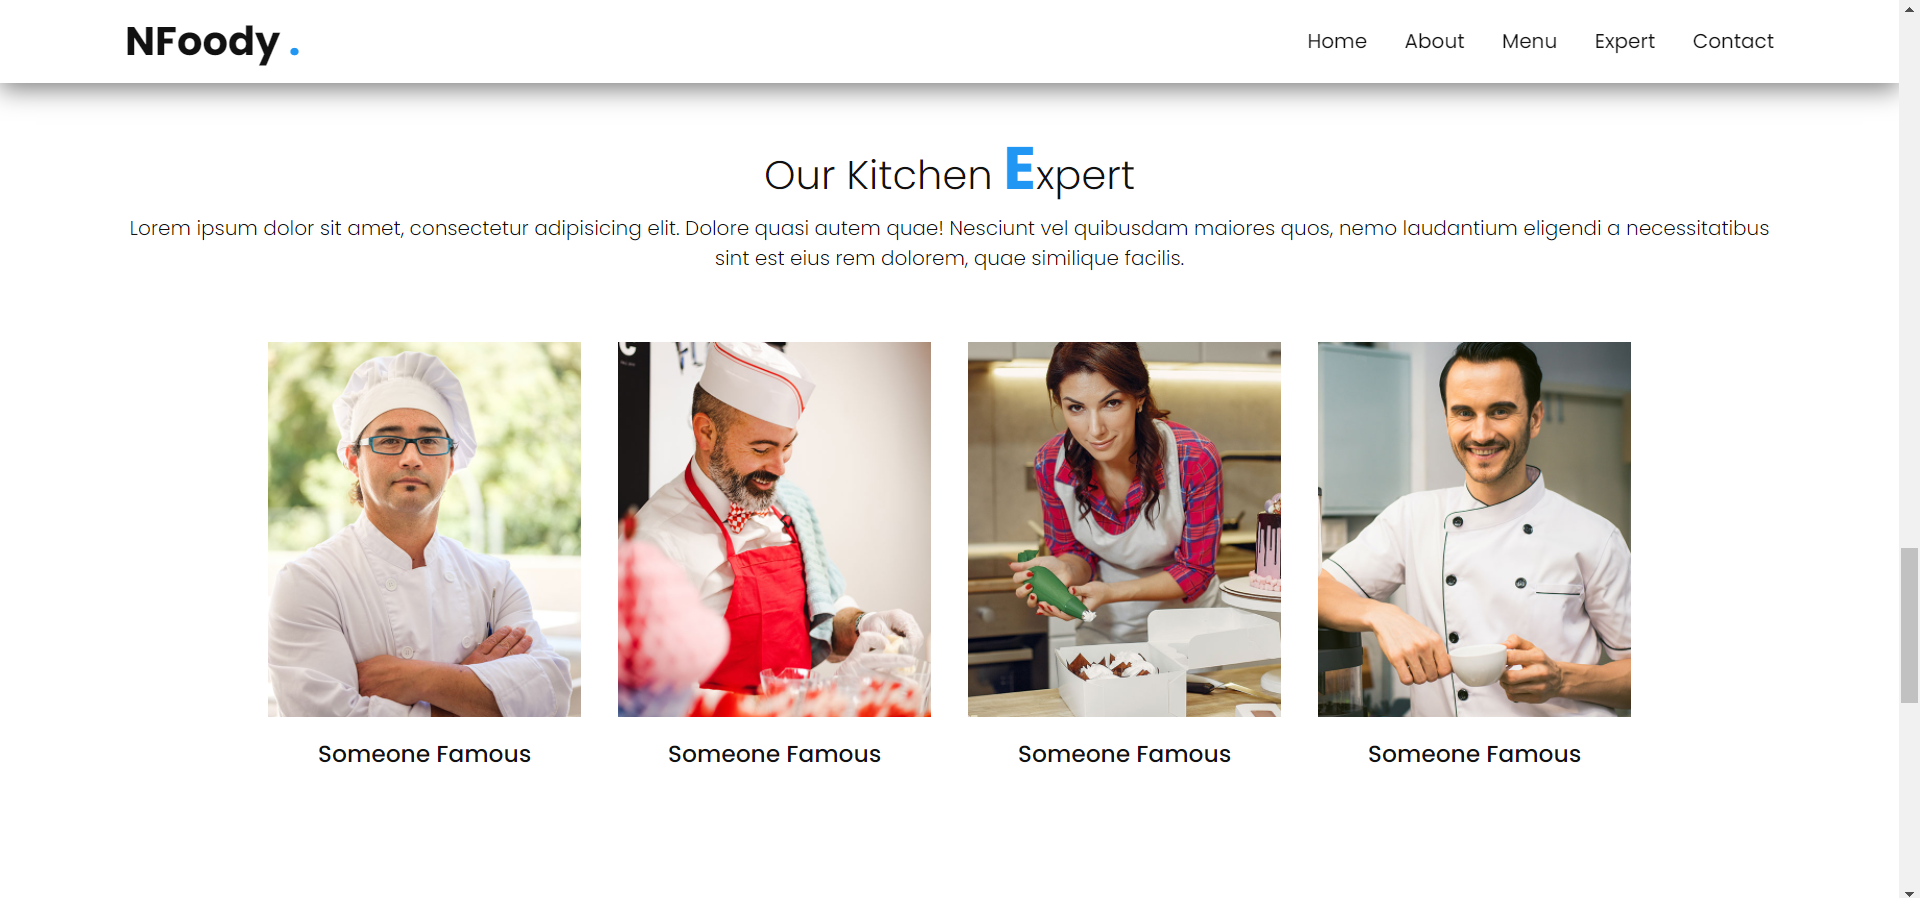 NFoody .
Home About Menu Expert Contact
Our Kitchen Expert
Lorem ipsum dolor sit amet, consectetur adipisicing elit. Dolore quasi autem quae! Nesciunt vel quibusdam maiores quos, nemo laudantium eligendi a necessitatibus
sint est eius rem dolorem, quae similique facilis.
Someone Famous
Someone Famous
Someone Famous
Someone Famous